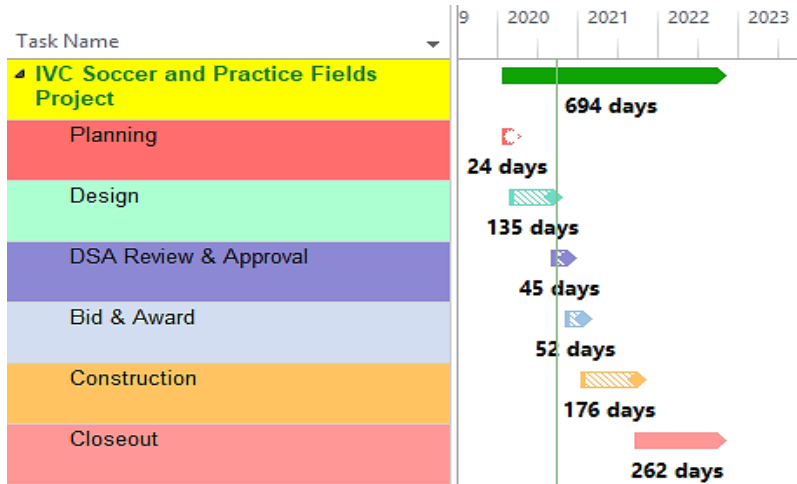 9 2020 2021 2022 2023
Task Name
IVC Soccer and Practice Fields
Project
694 days
Planning
24 days
Design
135 days
DSA Review & Approval
45 days
Bid & Award
52 days
Construction
176 days
Closeout
262 days